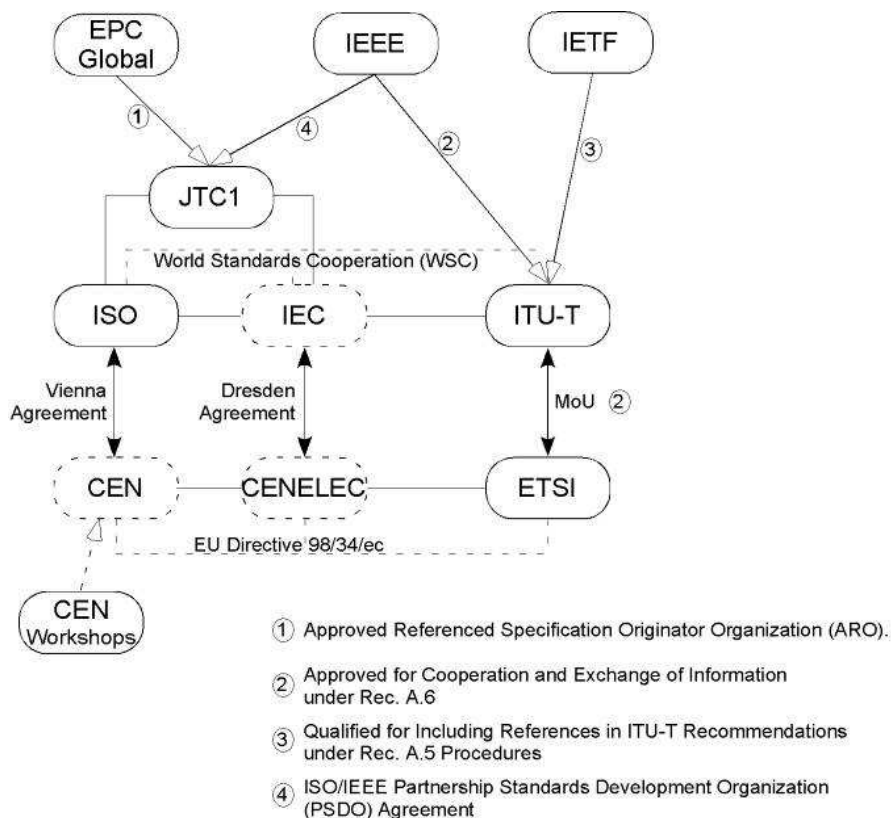 EPC
Global
IEEE
IETF
1
4
2
3
JTC1
World Standards Cooperation (WSC)
ISO
IEC
ITU-T
Vienna
Agreement
Dresden
Agreement
MoU 2
CEN
CENELEC
ETSI
EU Directive 98/34/ec
CEN
Workshops
1 Approved Referenced Specification Originator Organization (ARO).
2 Approved for Cooperation and Exchange of Information
under Rec. A.6
3 Qualified for Including References in ITU-T Recommendations
under Rec. A.5 Procedures
4 ISO/IEEE Partnership Standards Development Organization
(PSDO) Agreement